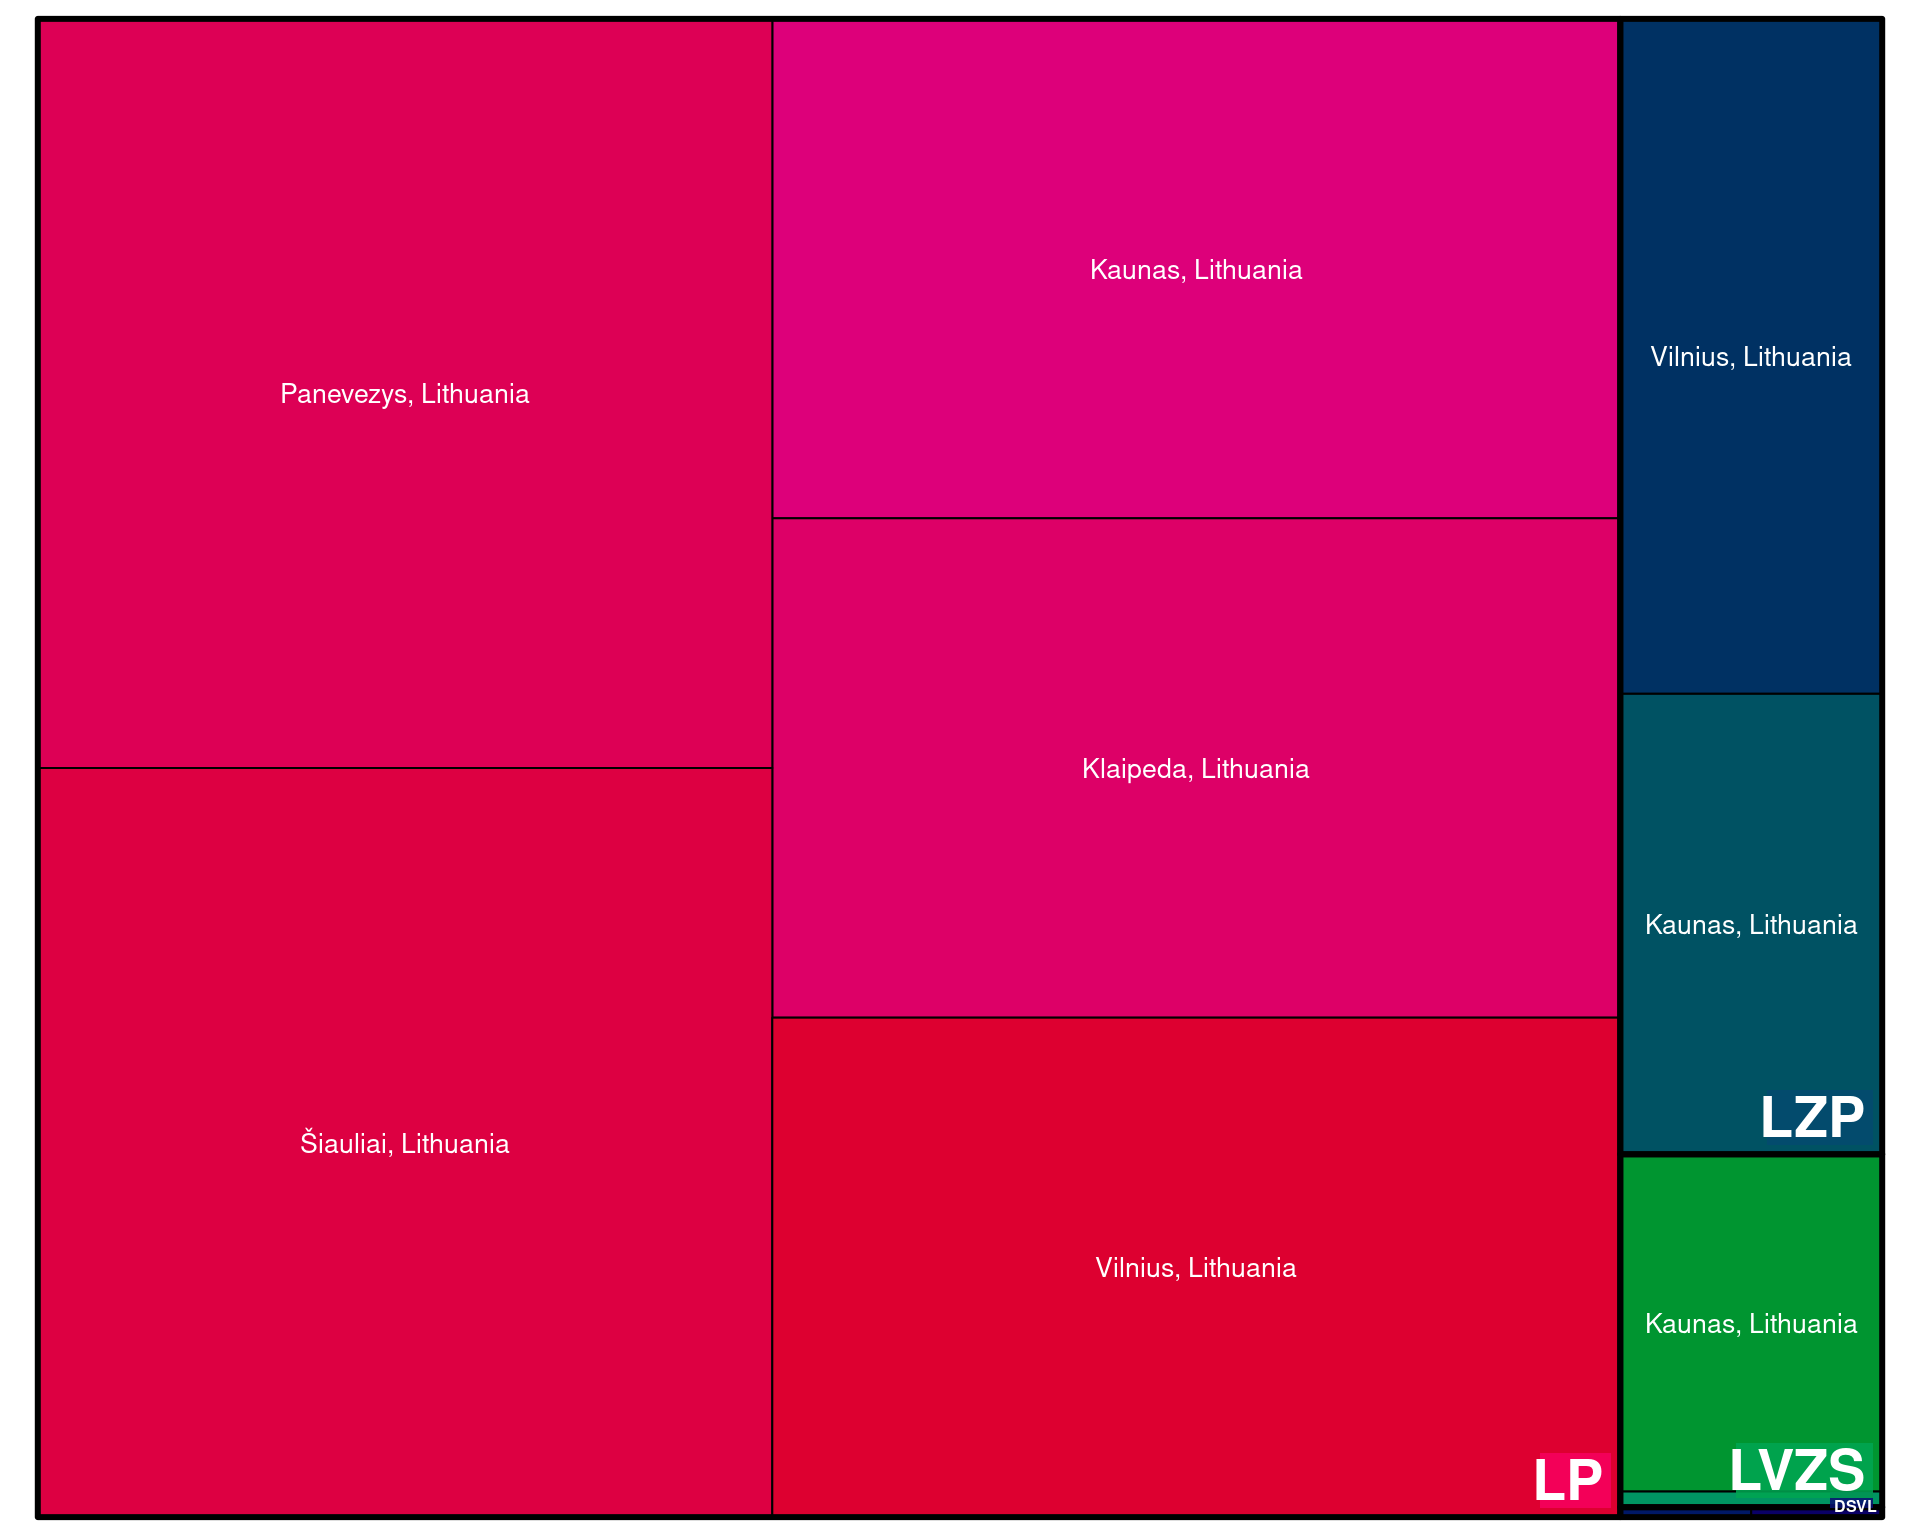 Panevezys, Lithuania
Šiauliai, Lithuania
Kaunas, Lithuania
Klaipeda, Lithuania
Vilnius, Lithuania
LP
Vilnius, Lithuania
Kaunas, Lithuania
LZP
Kaunas, Lithuania
LVZS
DSVL